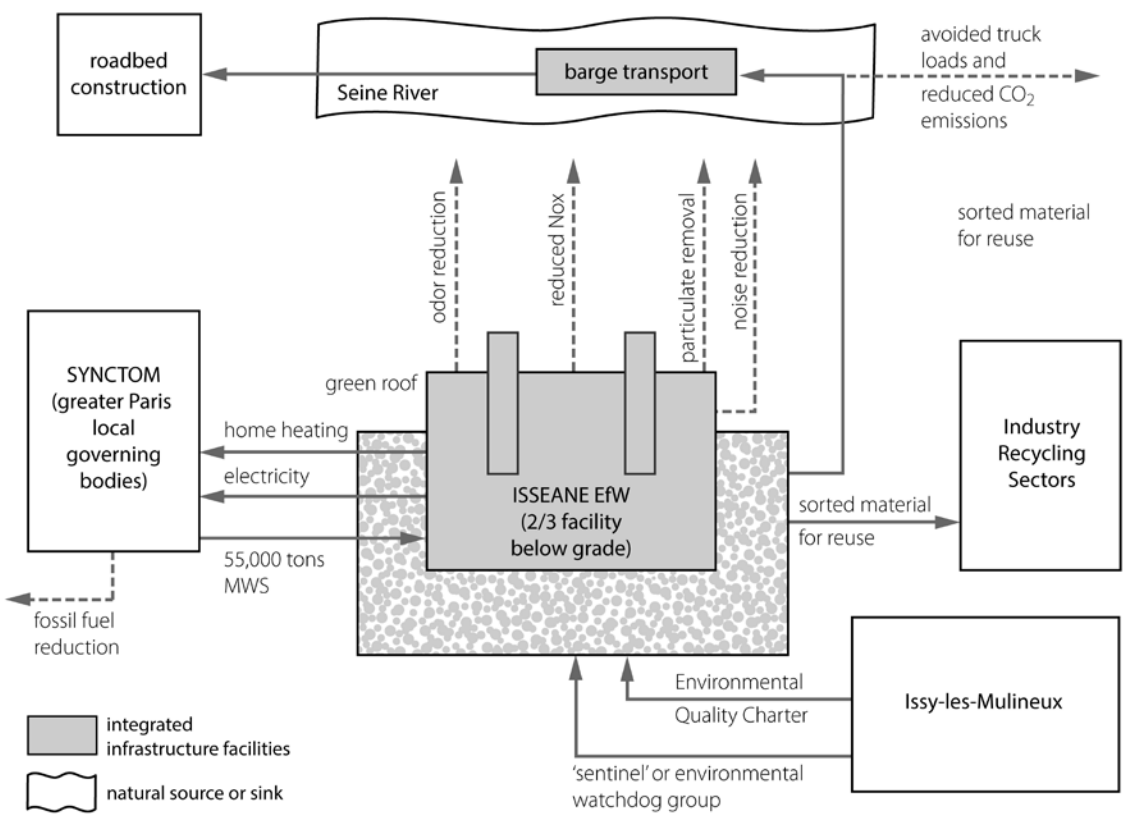 roadbed
construction
Seine River
barge transport
avoided truck
loads and
reduced CO₂
emissions
sorted material
for reuse
odor reduction
reduced Nox
particulate removal
noise reduction
SYNCTOM
(greater Paris
local
governing
bodies)
green roof
home heating
electricity
55,000 tons
MWS
fossil fuel
reduction
ISSEANE EfW
(2/3 facility
below grade)
sorted material
for reuse
Industry
Recycling
Sectors
Environmental
Quality Charter
Issy-les-Mulineux
‘sentinel’ or environmental
watchdog group
integrated
infrastructure facilities
natural source or sink